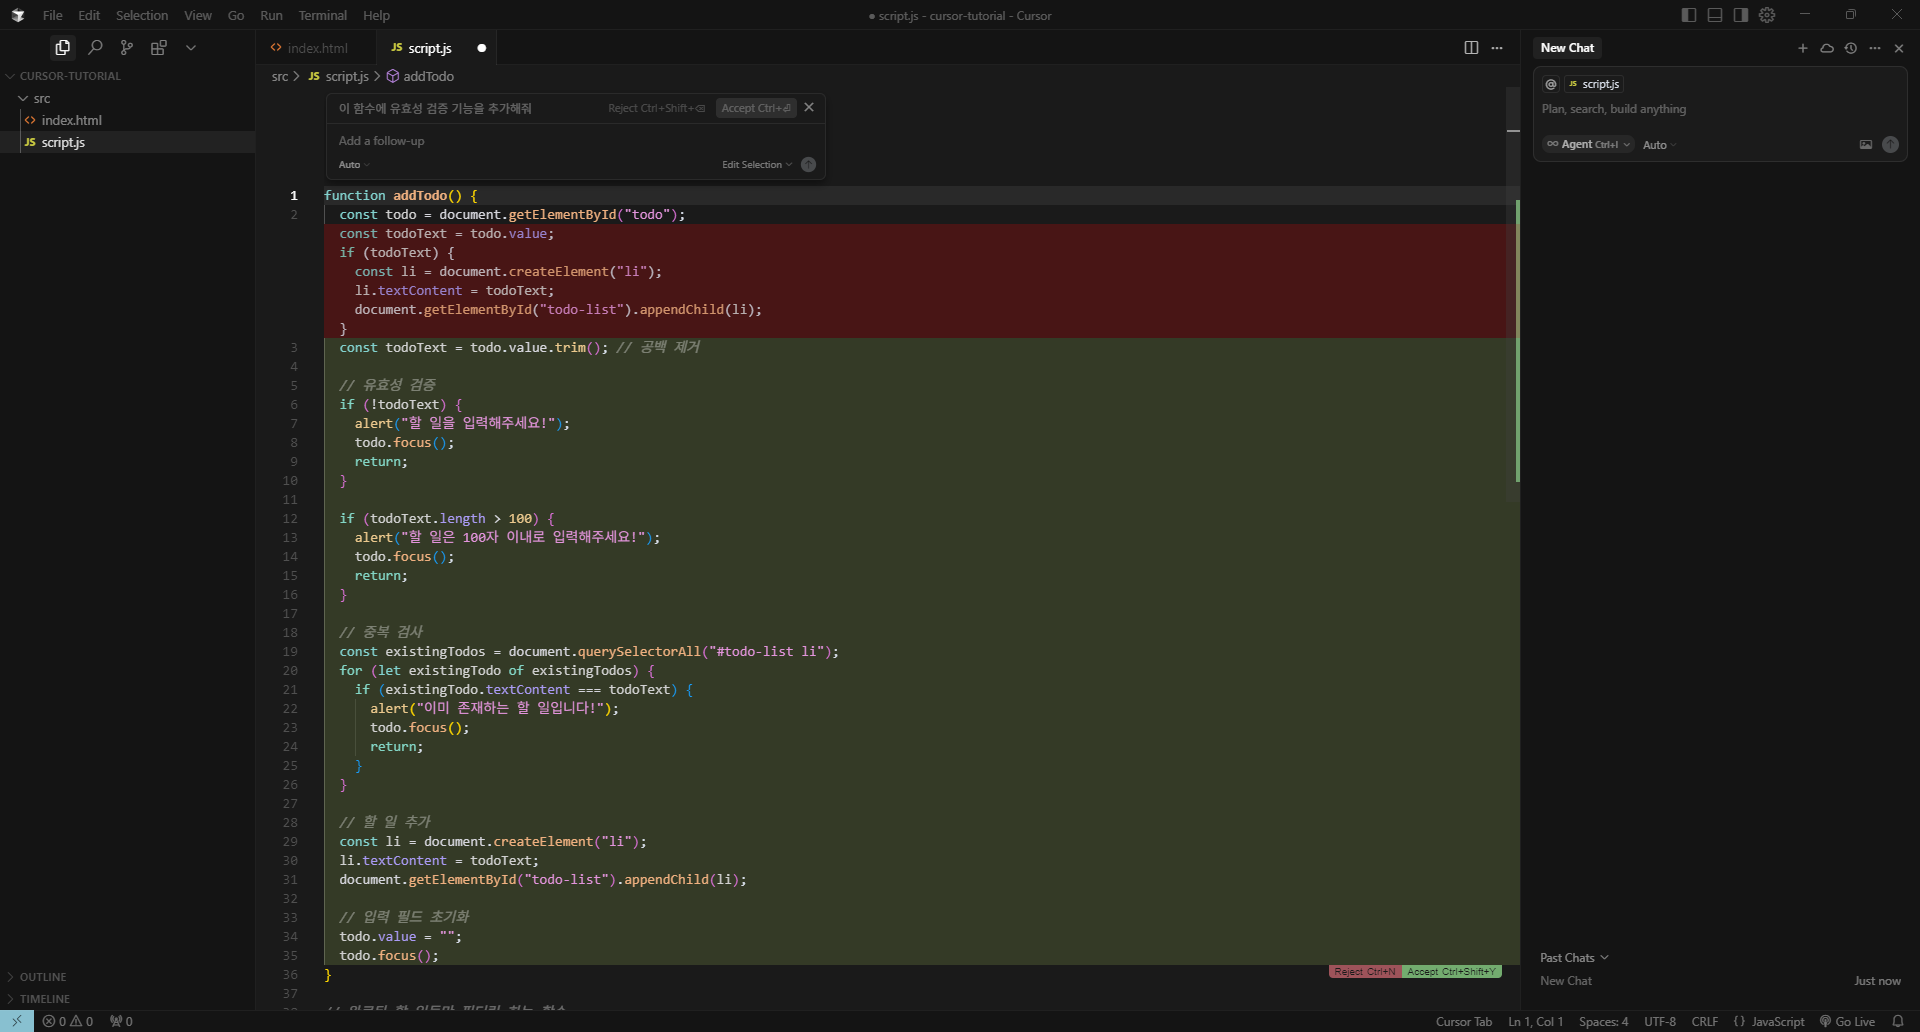 File Edit Selection View Go Run Terminal Help
● script.js - cursor-tutorial - Cursor
CURSOR-TUTORIAL
src
<> index.html
JS script.js
OUTLINE
TIMELINE
<> index.html
JS script.js ●
src > JS script.js > addTodo
이 함수에 유효성 검증 기능을 추가해줘 Reject Ctrl+Shift+⌫ Accept Ctrl+⏎
Add a follow-up
Auto Edit Selection
1 function addTodo() {
2 const todo = document.getElementById("todo");
const todoText = todo.value;
if (todoText) {
const li = document.createElement("li");
li.textContent = todoText;
document.getElementById("todo-list").appendChild(li);
}
3 const todoText = todo.value.trim(); // 공백 제거
4
5 // 유효성 검증
6 if (!todoText) {
7 alert("할 일을 입력해주세요!");
8 todo.focus();
9 return;
10 }
11
12 if (todoText.length > 100) {
13 alert("할 일은 100자 이내로 입력해주세요!");
14 todo.focus();
15 return;
16 }
17
18 // 중복 검사
19 const existingTodos = document.querySelectorAll("#todo-list li");
20 for (let existingTodo of existingTodos) {
21 if (existingTodo.textContent === todoText) {
22 alert("이미 존재하는 할 일입니다!");
23 todo.focus();
24 return;
25 }
26 }
27
28 // 할 일 추가
29 const li = document.createElement("li");
30 li.textContent = todoText;
31 document.getElementById("todo-list").appendChild(li);
32
33 // 입력 필드 초기화
34 todo.value = "";
35 todo.focus();
36 }
Reject Ctrl+N Accept Ctrl+Shift+Y
37
New Chat
@ JS script.js
Plan, search, build anything
∞ Agent Ctrl+I Auto
Past Chats
New Chat Just now
0 0 0
Cursor Tab Ln 1, Col 1 Spaces: 4 UTF-8 CRLF {} JavaScript Go Live